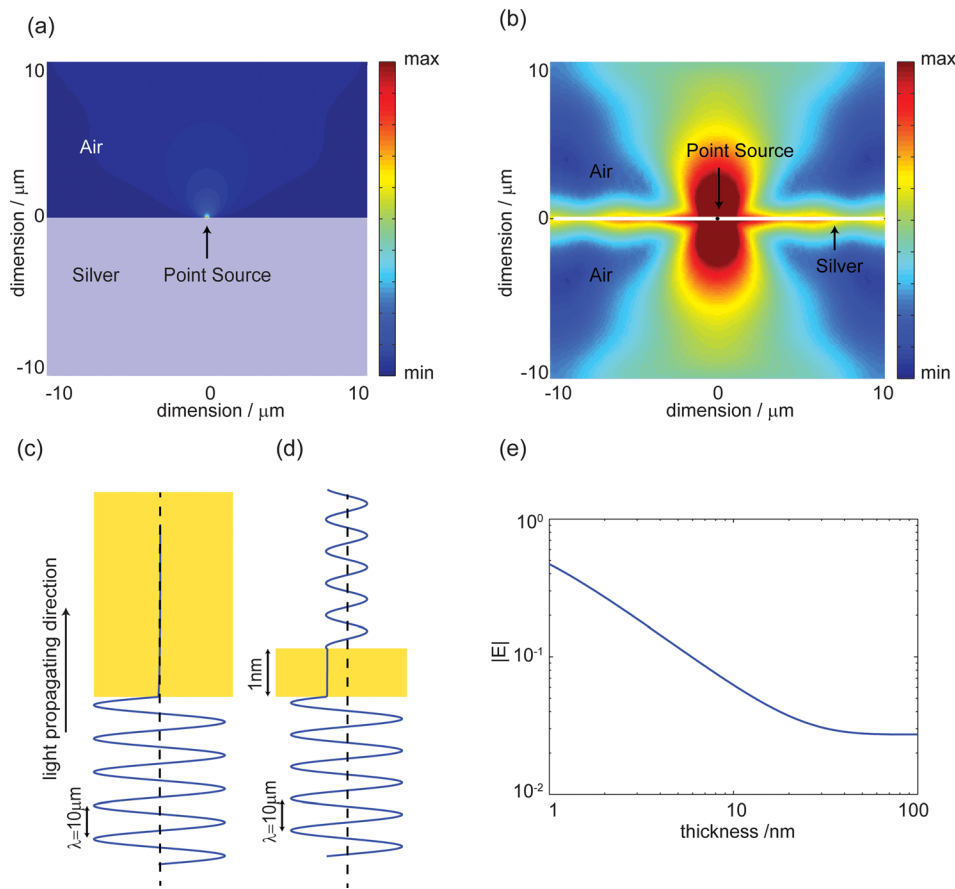 (a)
(b)
10
0
-10
dimension / μm
Air
Silver
Point Source
-10
0
10
dimension / μm
max
min
10
0
-10
dimension / μm
Point Source
Air
Air
Silver
-10
0
10
dimension / μm
max
min
(c)
(d)
(e)
light propagating direction
λ=10μm
1nm
λ=10μm
10⁰
10⁻¹
10⁻²
|E|
1
10
100
thickness /nm